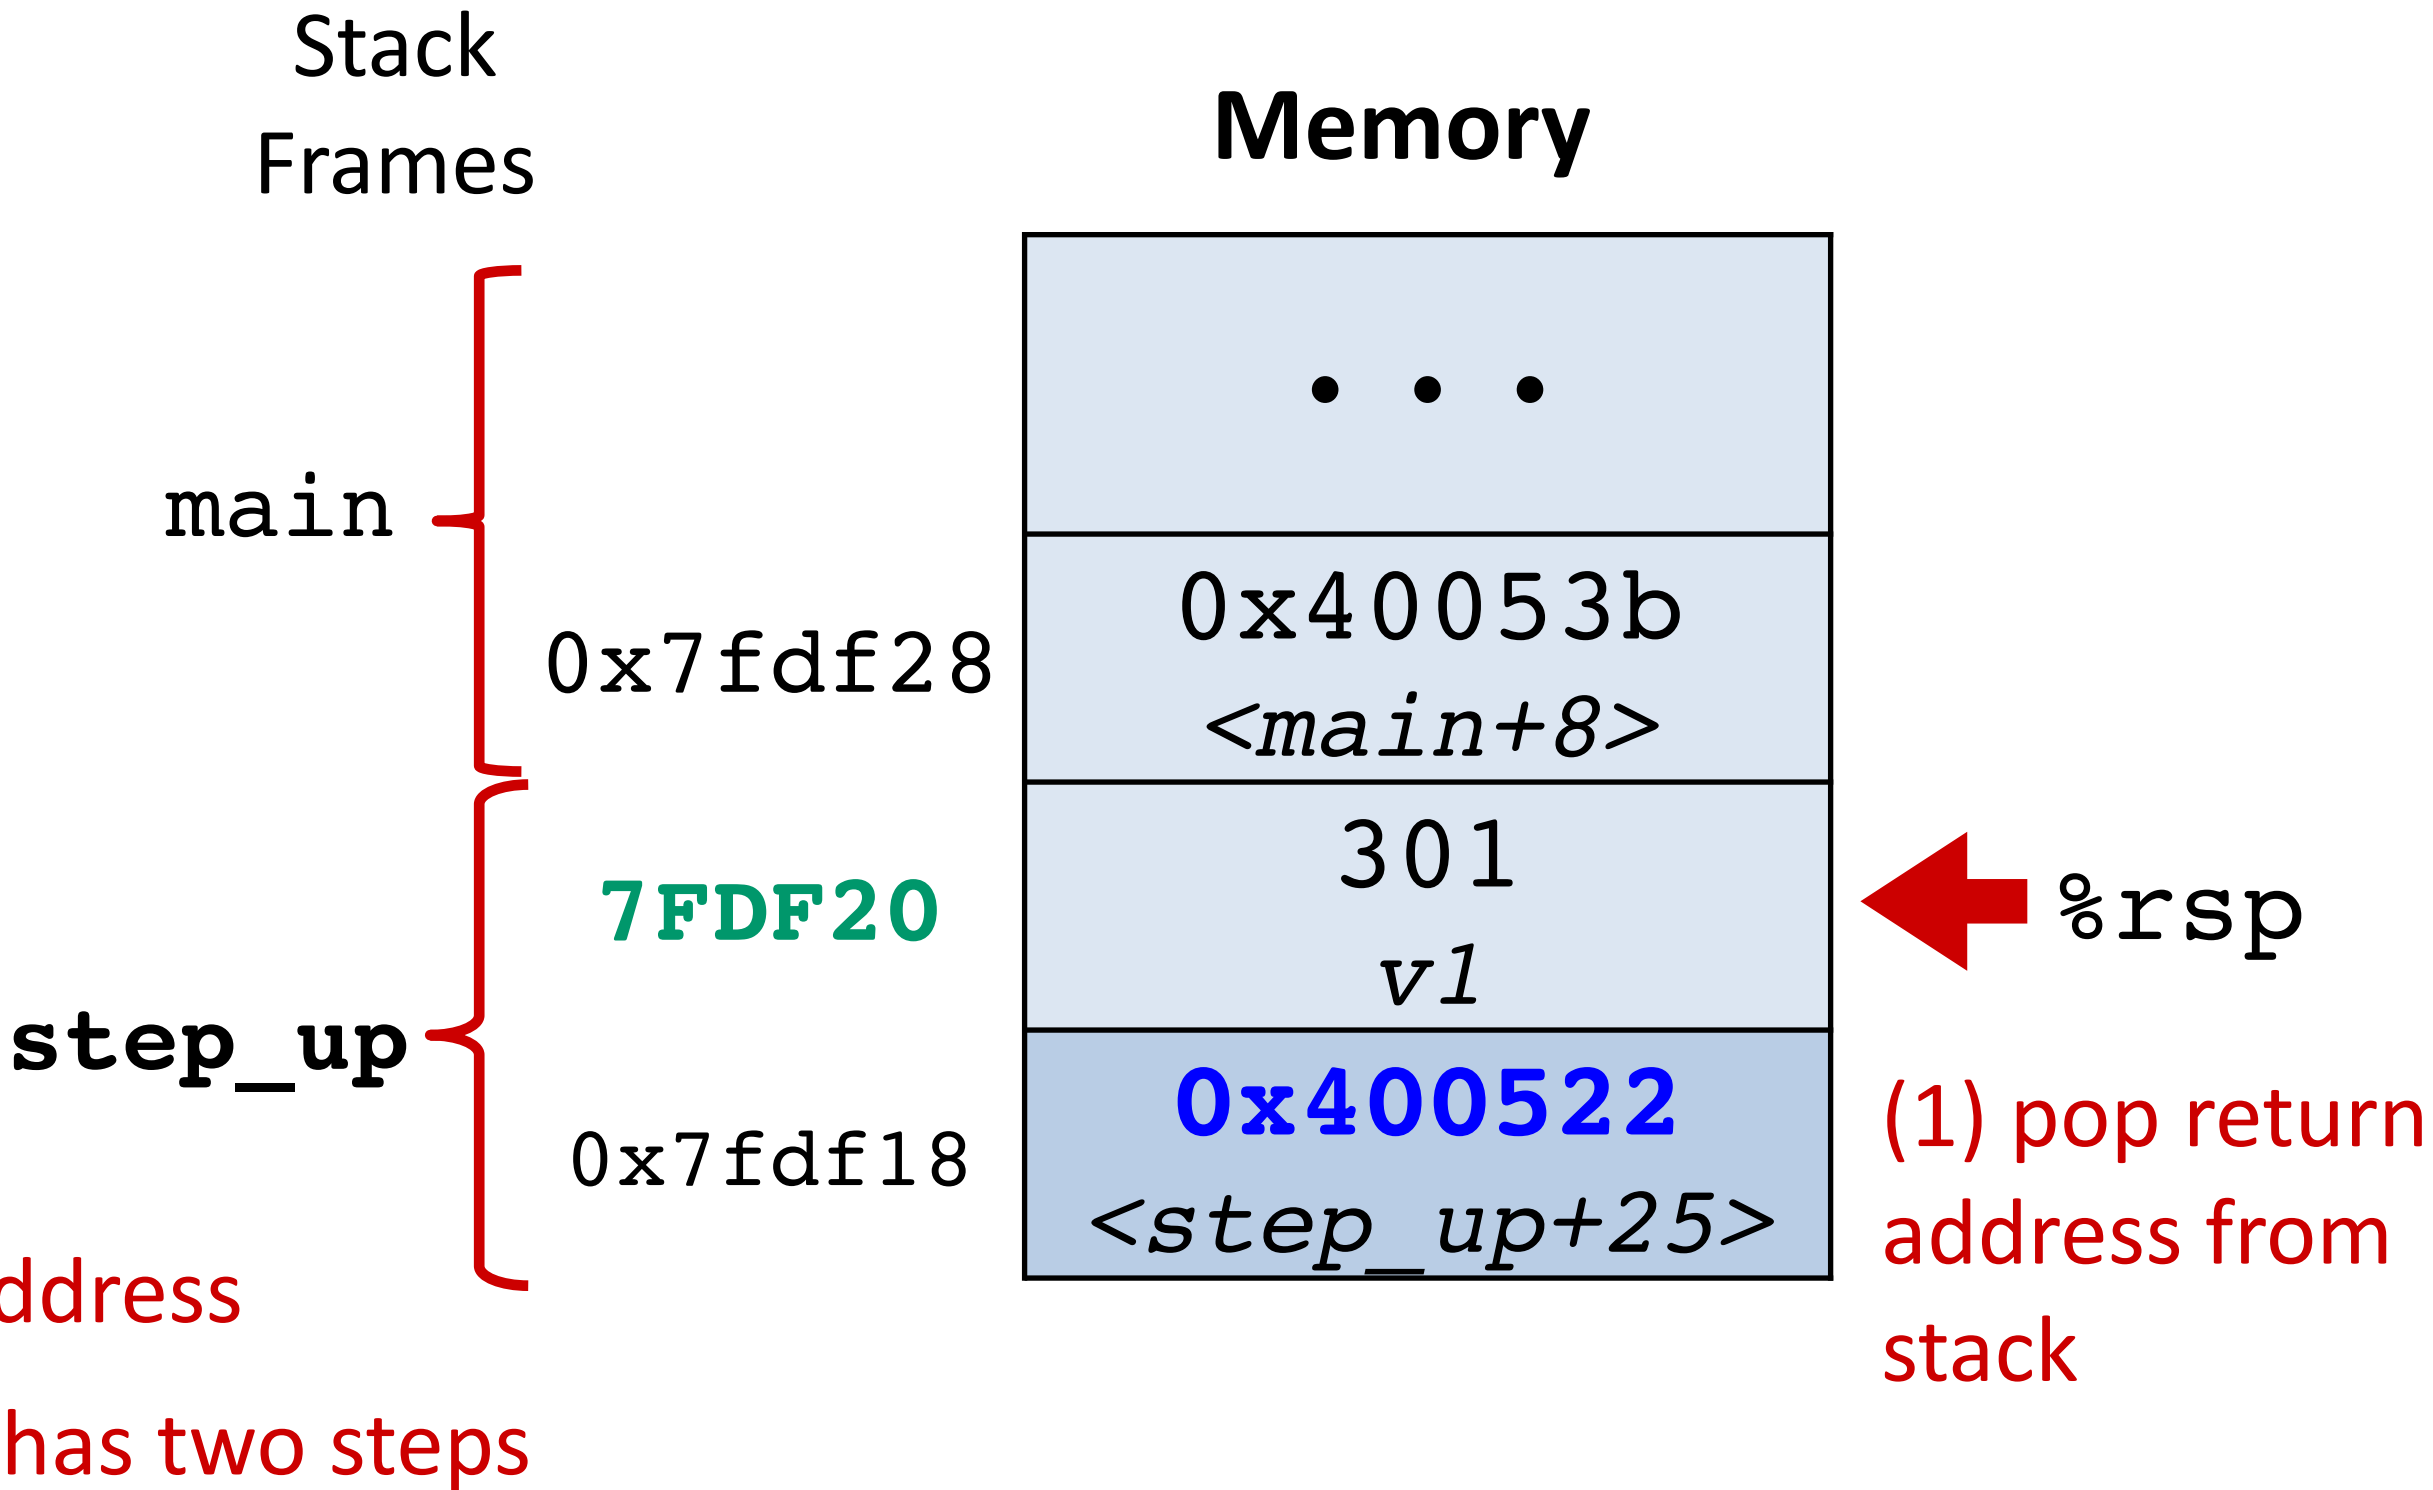 Stack
Frames
Memory
• • •
main
0x7fdf28
0x40053b
<main+8>
7FDF20
301
v1
%rsp
step_up
0x7fdf18
0x400522
<step_up+25>
(1) pop return
address from
stack
ddress
has two steps